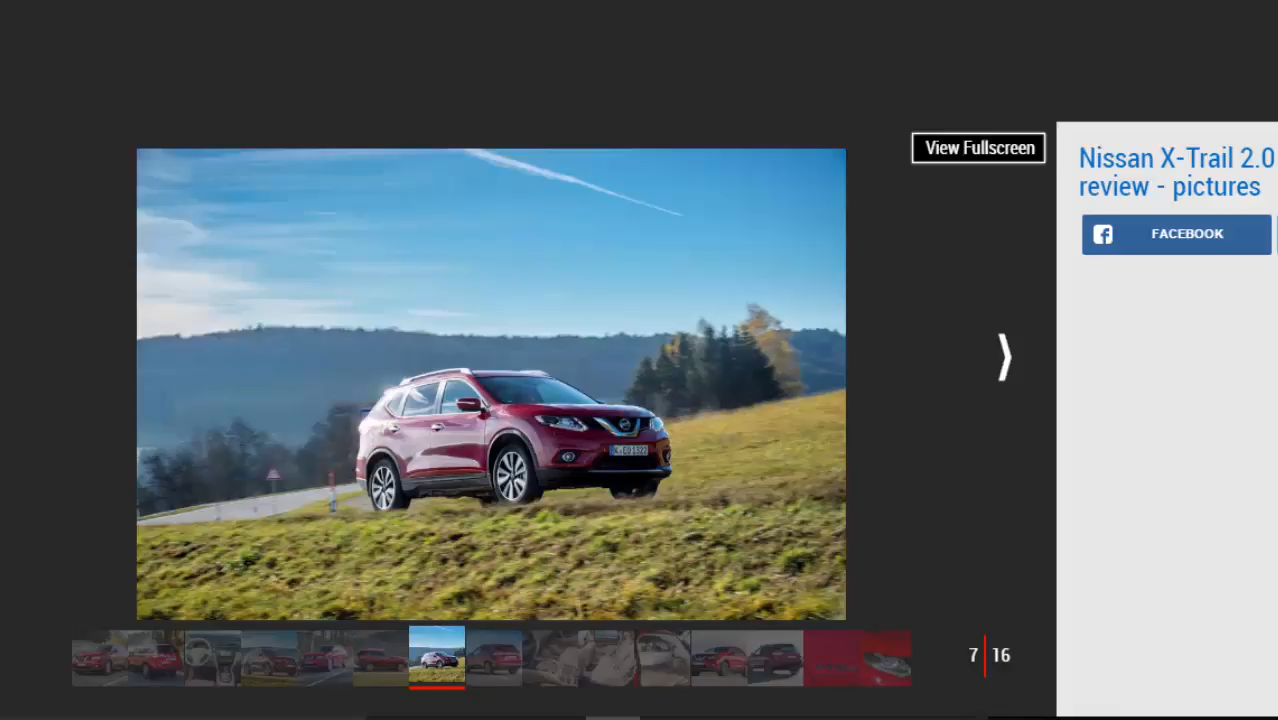 View Fullscreen
Nissan X-Trail 2.0
review - pictures
FACEBOOK
7 16